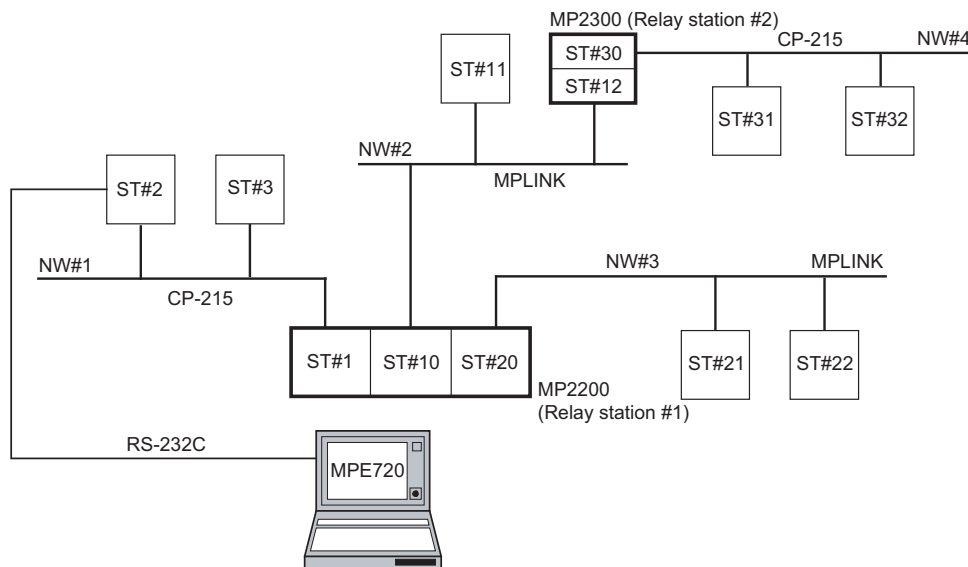 MP2300 (Relay station #2)
CP-215
NW#4
ST#30
ST#12
ST#11
ST#31
ST#32
NW#2
MPLINK
ST#2
ST#3
NW#1
CP-215
NW#3
MPLINK
ST#1
ST#10
ST#20
ST#21
ST#22
MP2200
(Relay station #1)
RS-232C
MPE720